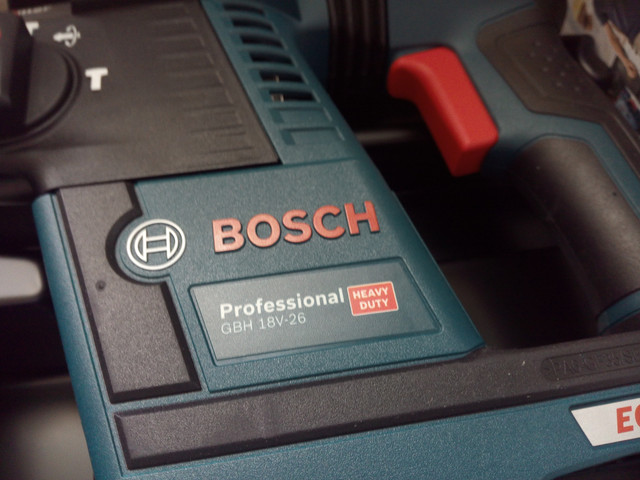 BOSCH
Professional
HEAVY
DUTY
GBH 18V-26